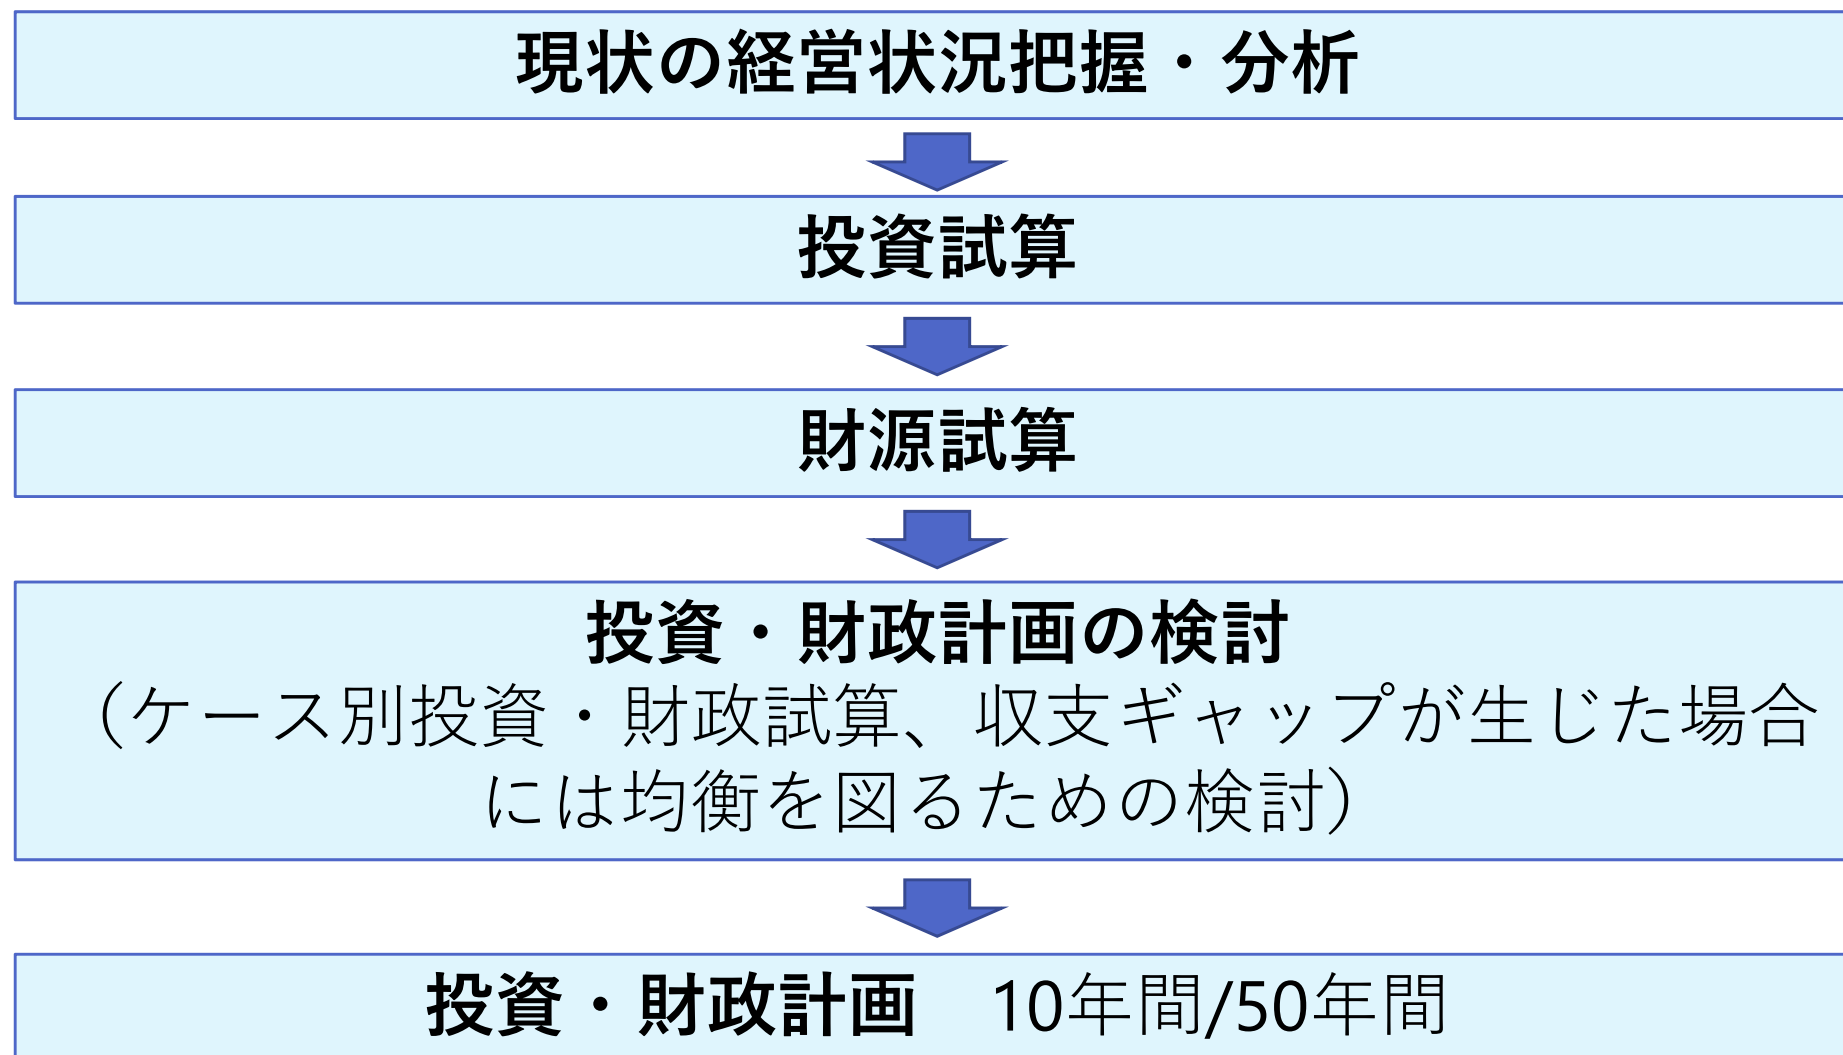 現状の経営状況把握・分析
投資試算
財源試算
投資・財政計画の検討
（ケース別投資・財政試算、収支ギャップが生じた場合
には均衡を図るための検討）
投資・財政計画　10年間/50年間